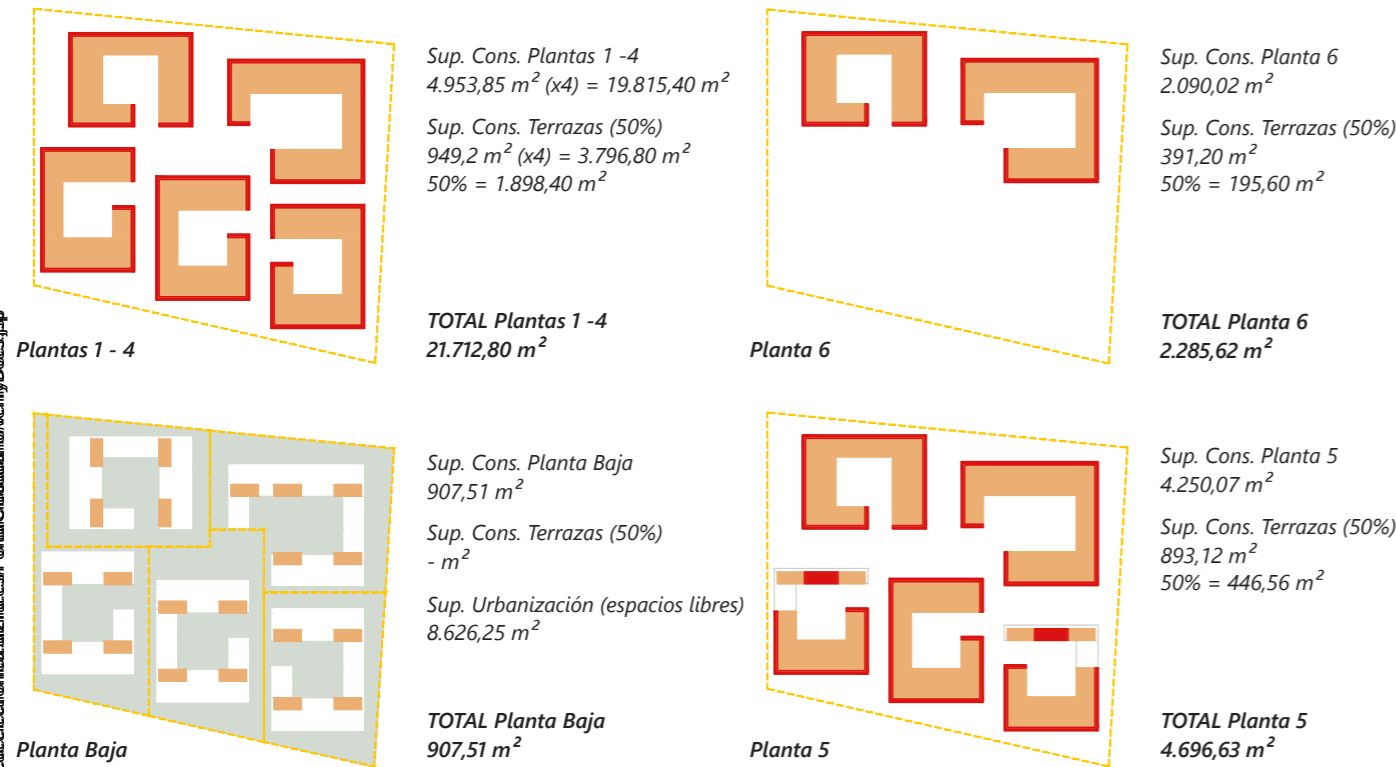 Sup. Cons. Plantas 1 -4
4.953,85 m² (x4) = 19.815,40 m²
Sup. Cons. Terrazas (50%)
949,2 m² (x4) = 3.796,80 m²
50% = 1.898,40 m²
TOTAL Plantas 1 -4
21.712,80 m²
Plantas 1 - 4
Sup. Cons. Planta 6
2.090,02 m²
Sup. Cons. Terrazas (50%)
391,20 m²
50% = 195,60 m²
TOTAL Planta 6
2.285,62 m²
Planta 6
Sup. Cons. Planta Baja
907,51 m²
Sup. Cons. Terrazas (50%)
- m²
Sup. Urbanización (espacios libres)
8.626,25 m²
TOTAL Planta Baja
907,51 m²
Planta Baja
Sup. Cons. Planta 5
4.250,07 m²
Sup. Cons. Terrazas (50%)
893,12 m²
50% = 446,56 m²
TOTAL Planta 5
4.696,63 m²
Planta 5